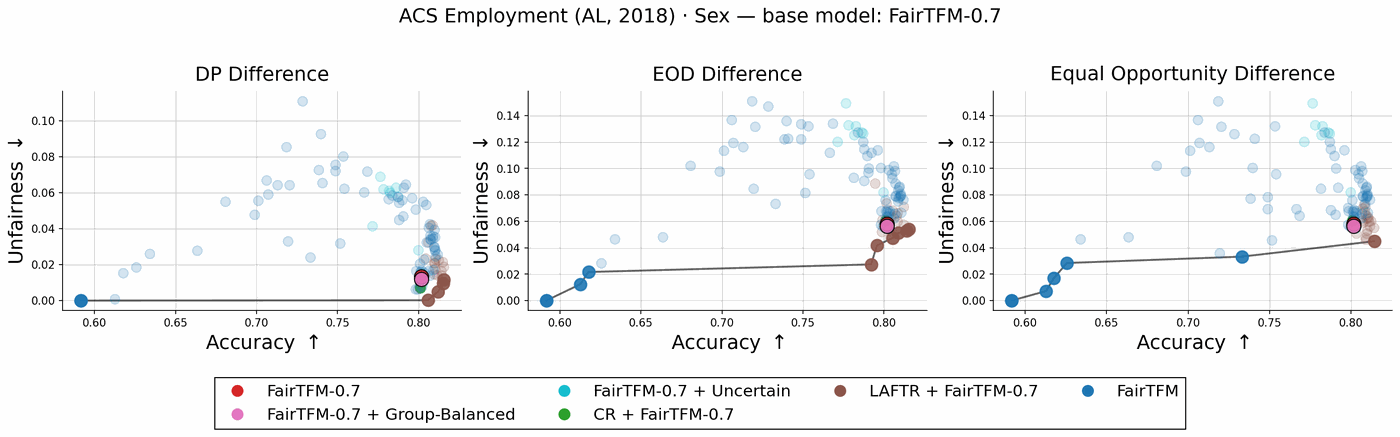 ACS Employment (AL, 2018) · Sex — base model: FairTFM-0.7
DP Difference
EOD Difference
Equal Opportunity Difference
Unfairness ↓
0.10
0.08
0.06
0.04
0.02
0.00
0.60 0.65 0.70 0.75 0.80
Accuracy ↑
Unfairness ↓
0.14
0.12
0.10
0.08
0.06
0.04
0.02
0.00
0.60 0.65 0.70 0.75 0.80
Accuracy ↑
Unfairness ↓
0.14
0.12
0.10
0.08
0.06
0.04
0.02
0.00
0.60 0.65 0.70 0.75 0.80
Accuracy ↑
FairTFM-0.7 FairTFM-0.7 + Uncertain LAFTR + FairTFM-0.7 FairTFM
FairTFM-0.7 + Group-Balanced CR + FairTFM-0.7